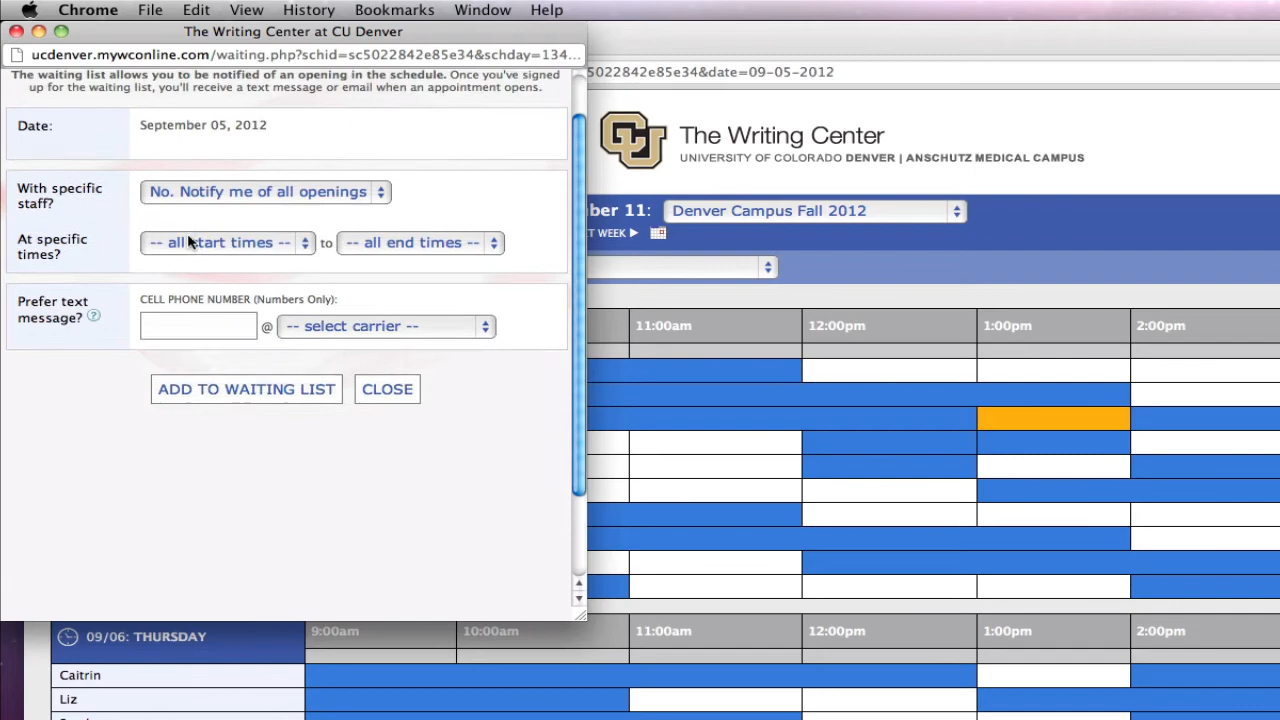 Chrome File Edit View History Bookmarks Window Help
The Writing Center at CU Denver
ucdenver.mywconline.com/waiting.php?schid=sc5022842e85e34&schday=134...
The waiting list allows you to be notified of an opening in the schedule. Once you've signed
up for the waiting list, you'll receive a text message or email when an appointment opens.
Date: September 05, 2012
With specific
staff?
No. Notify me of all openings
At specific
times?
-- all start times -- to -- all end times --
Prefer text
message? ?
CELL PHONE NUMBER (Numbers Only):
@ -- select carrier --
ADD TO WAITING LIST CLOSE
5022842e85e34&date=09-05-2012
CU The Writing Center
UNIVERSITY OF COLORADO DENVER | ANSCHUTZ MEDICAL CAMPUS
ber 11: Denver Campus Fall 2012
T WEEK
11:00am 12:00pm 1:00pm 2:00pm
09/06: THURSDAY 9:00am 10:00am 11:00am 12:00pm 1:00pm 2:00pm
Caitrin
Liz